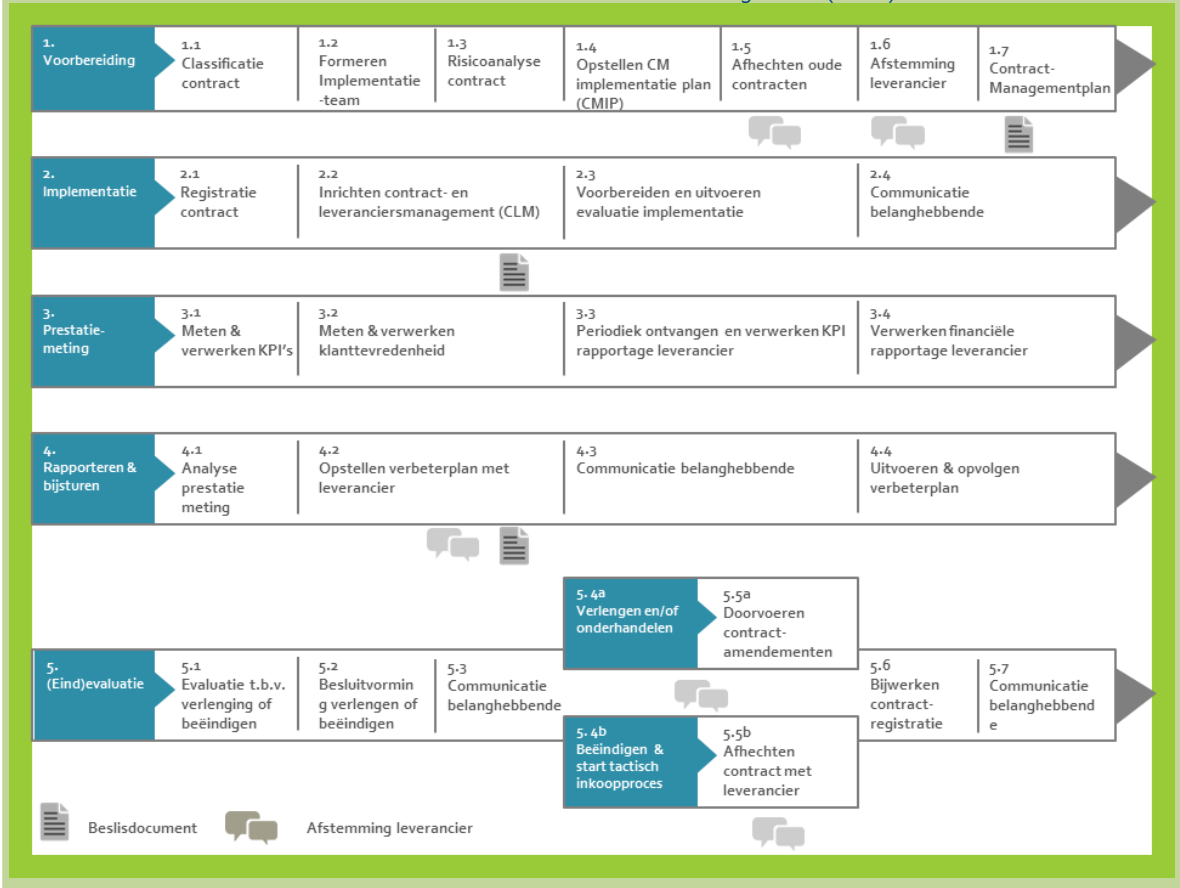 1.
Voorbereiding
1.1
Classificatie
contract
1.2
Formeren
Implementatie
-team
1.3
Risicoanalyse
contract
1.4
Opstellen CM
implementatie plan
(CMIP)
1.5
Afhechten oude
contracten
1.6
Afstemming
leverancier
1.7
Contract-
Managementplan
2.
Implementatie
2.1
Registratie
contract
2.2
Inrichten contract- en
leveranciersmanagement (CLM)
2.3
Voorbereiden en uitvoeren
evaluatie implementatie
2.4
Communicatie
belanghebbende
3.
Prestatie-
meting
3.1
Meten &
verwerken KPI's
3.2
Meten & verwerken
klanttevredenheid
3.3
Periodiek ontvangen en verwerken KPI
rapportage leverancier
3.4
Verwerken financiële
rapportage leverancier
4.
Rapporteren &
bijsturen
4.1
Analyse
prestatie
meting
4.2
Opstellen verbeterplan met
leverancier
4.3
Communicatie belanghebbende
4.4
Uitvoeren & opvolgen
verbeterplan
5.
(Eind)evaluatie
5.1
Evaluatie t.b.v.
verlenging of
beëindigen
5.2
Besluitvormin
g verlengen of
beëindigen
5.3
Communicatie
belanghebbende
5. 4a
Verlengen en/of
onderhandelen
5.5a
Doorvoeren
contract-
amendementen
5. 4b
Beëindigen &
start tactisch
inkoopproces
5.5b
Afhechten
contract met
leverancier
5.6
Bijwerken
contract-
registratie
5.7
Communicatie
belanghebbend
e
Beslisdocument
Afstemming leverancier